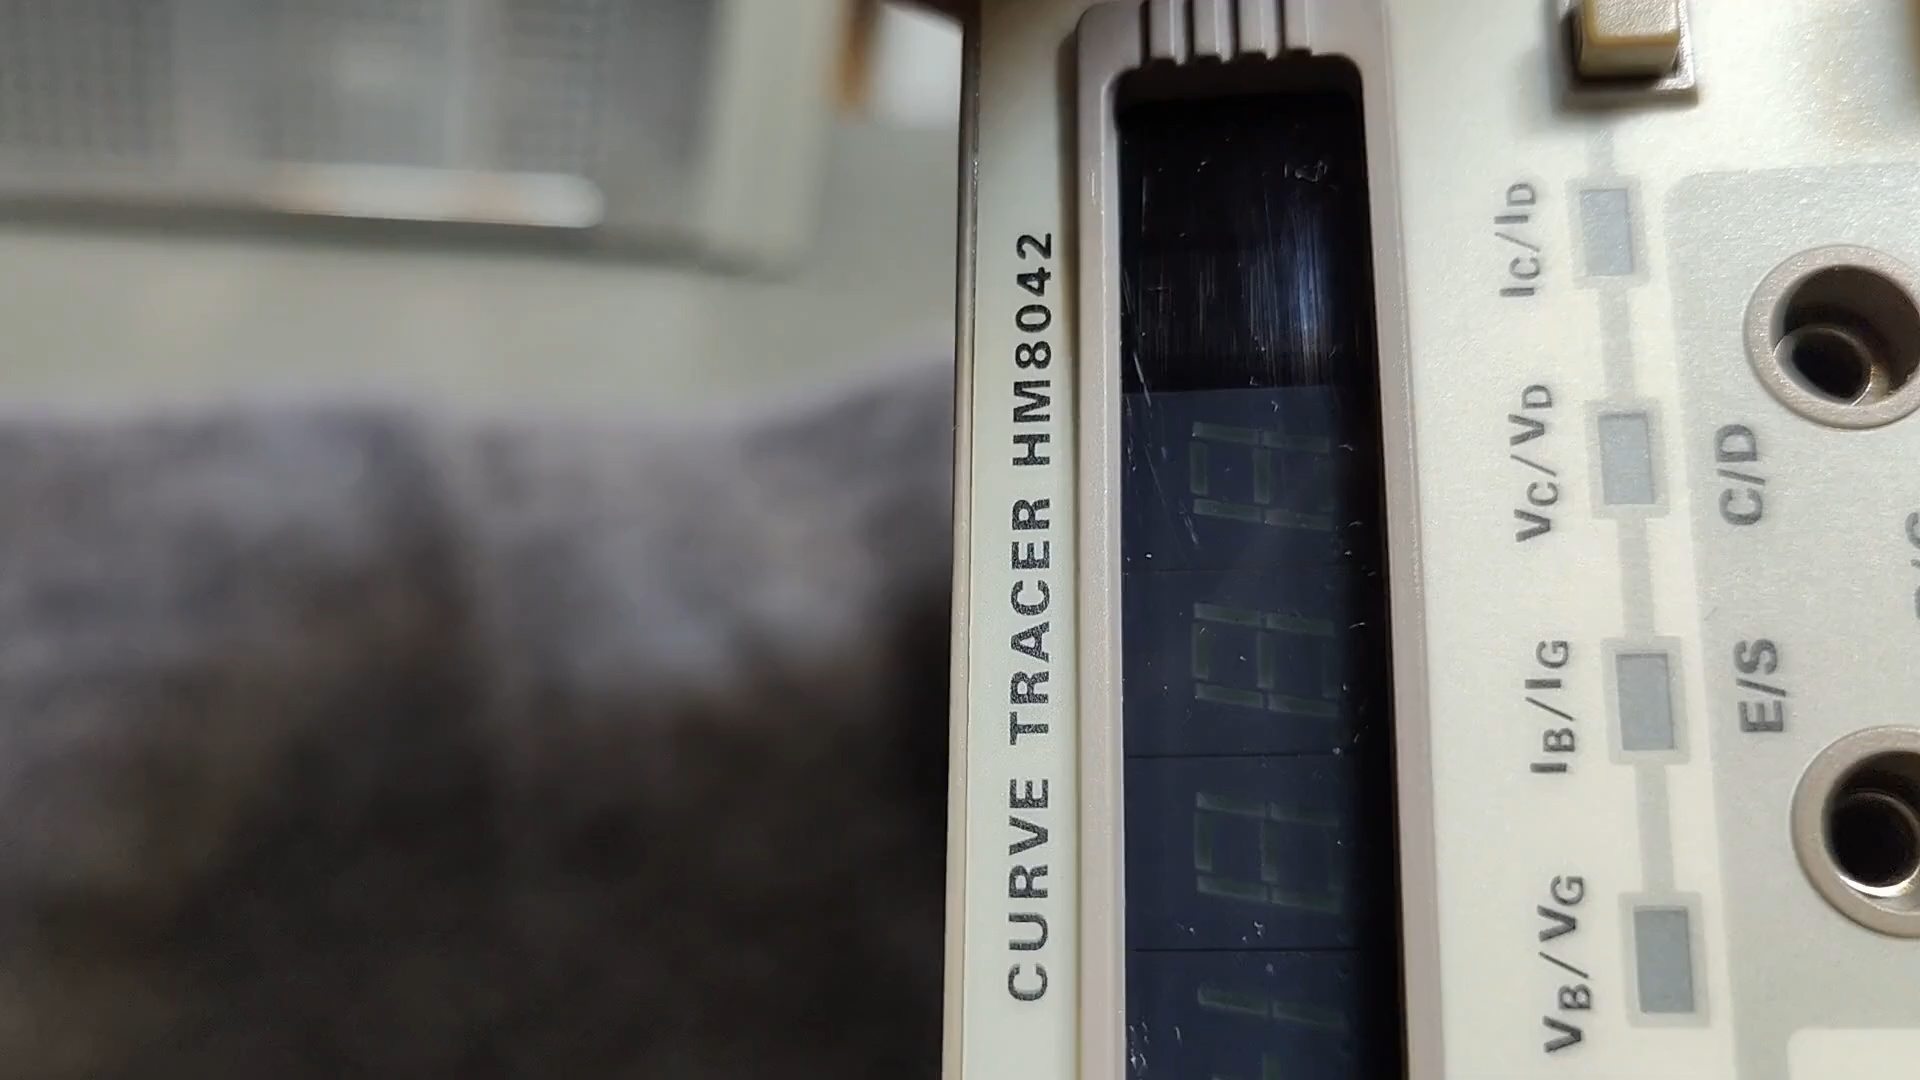 CURVE TRACER HM8042
VB/VG
IB/IG
VC/VD
IC/ID
E/S
C/D